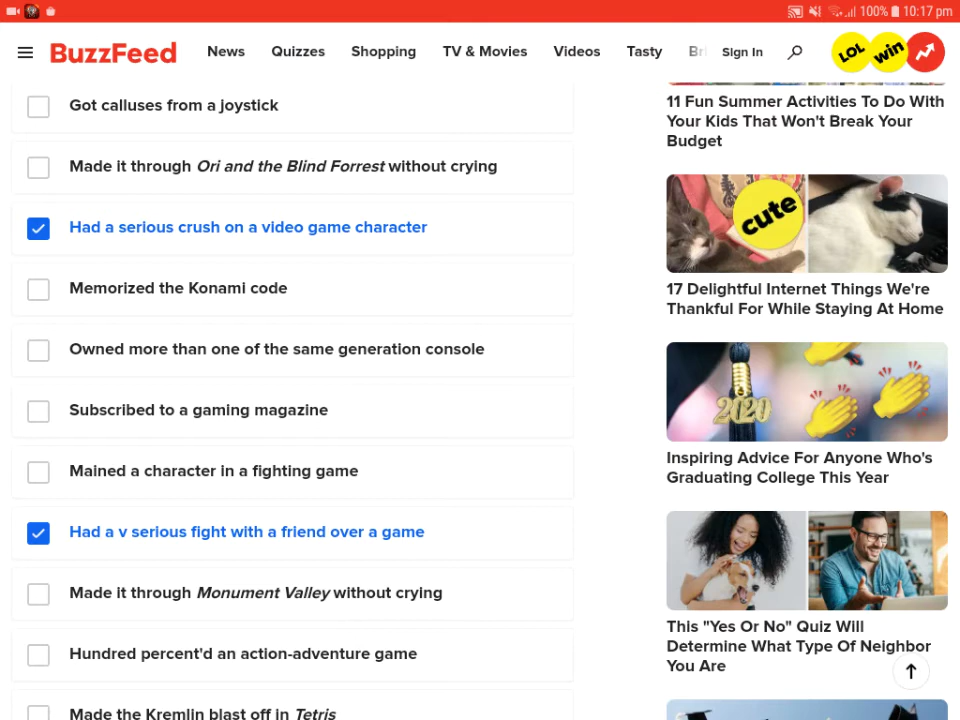 100% 10:17 pm
BuzzFeed News Quizzes Shopping TV & Movies Videos Tasty Bri Sign In LOL win
Got calluses from a joystick
Made it through Ori and the Blind Forrest without crying
Had a serious crush on a video game character
Memorized the Konami code
Owned more than one of the same generation console
Subscribed to a gaming magazine
Mained a character in a fighting game
Had a v serious fight with a friend over a game
Made it through Monument Valley without crying
Hundred percent'd an action-adventure game
Made the Kremlin blast off in Tetris
11 Fun Summer Activities To Do With
Your Kids That Won't Break Your
Budget
cute
17 Delightful Internet Things We're
Thankful For While Staying At Home
2020
Inspiring Advice For Anyone Who's
Graduating College This Year
This "Yes Or No" Quiz Will
Determine What Type Of Neighbor
You Are